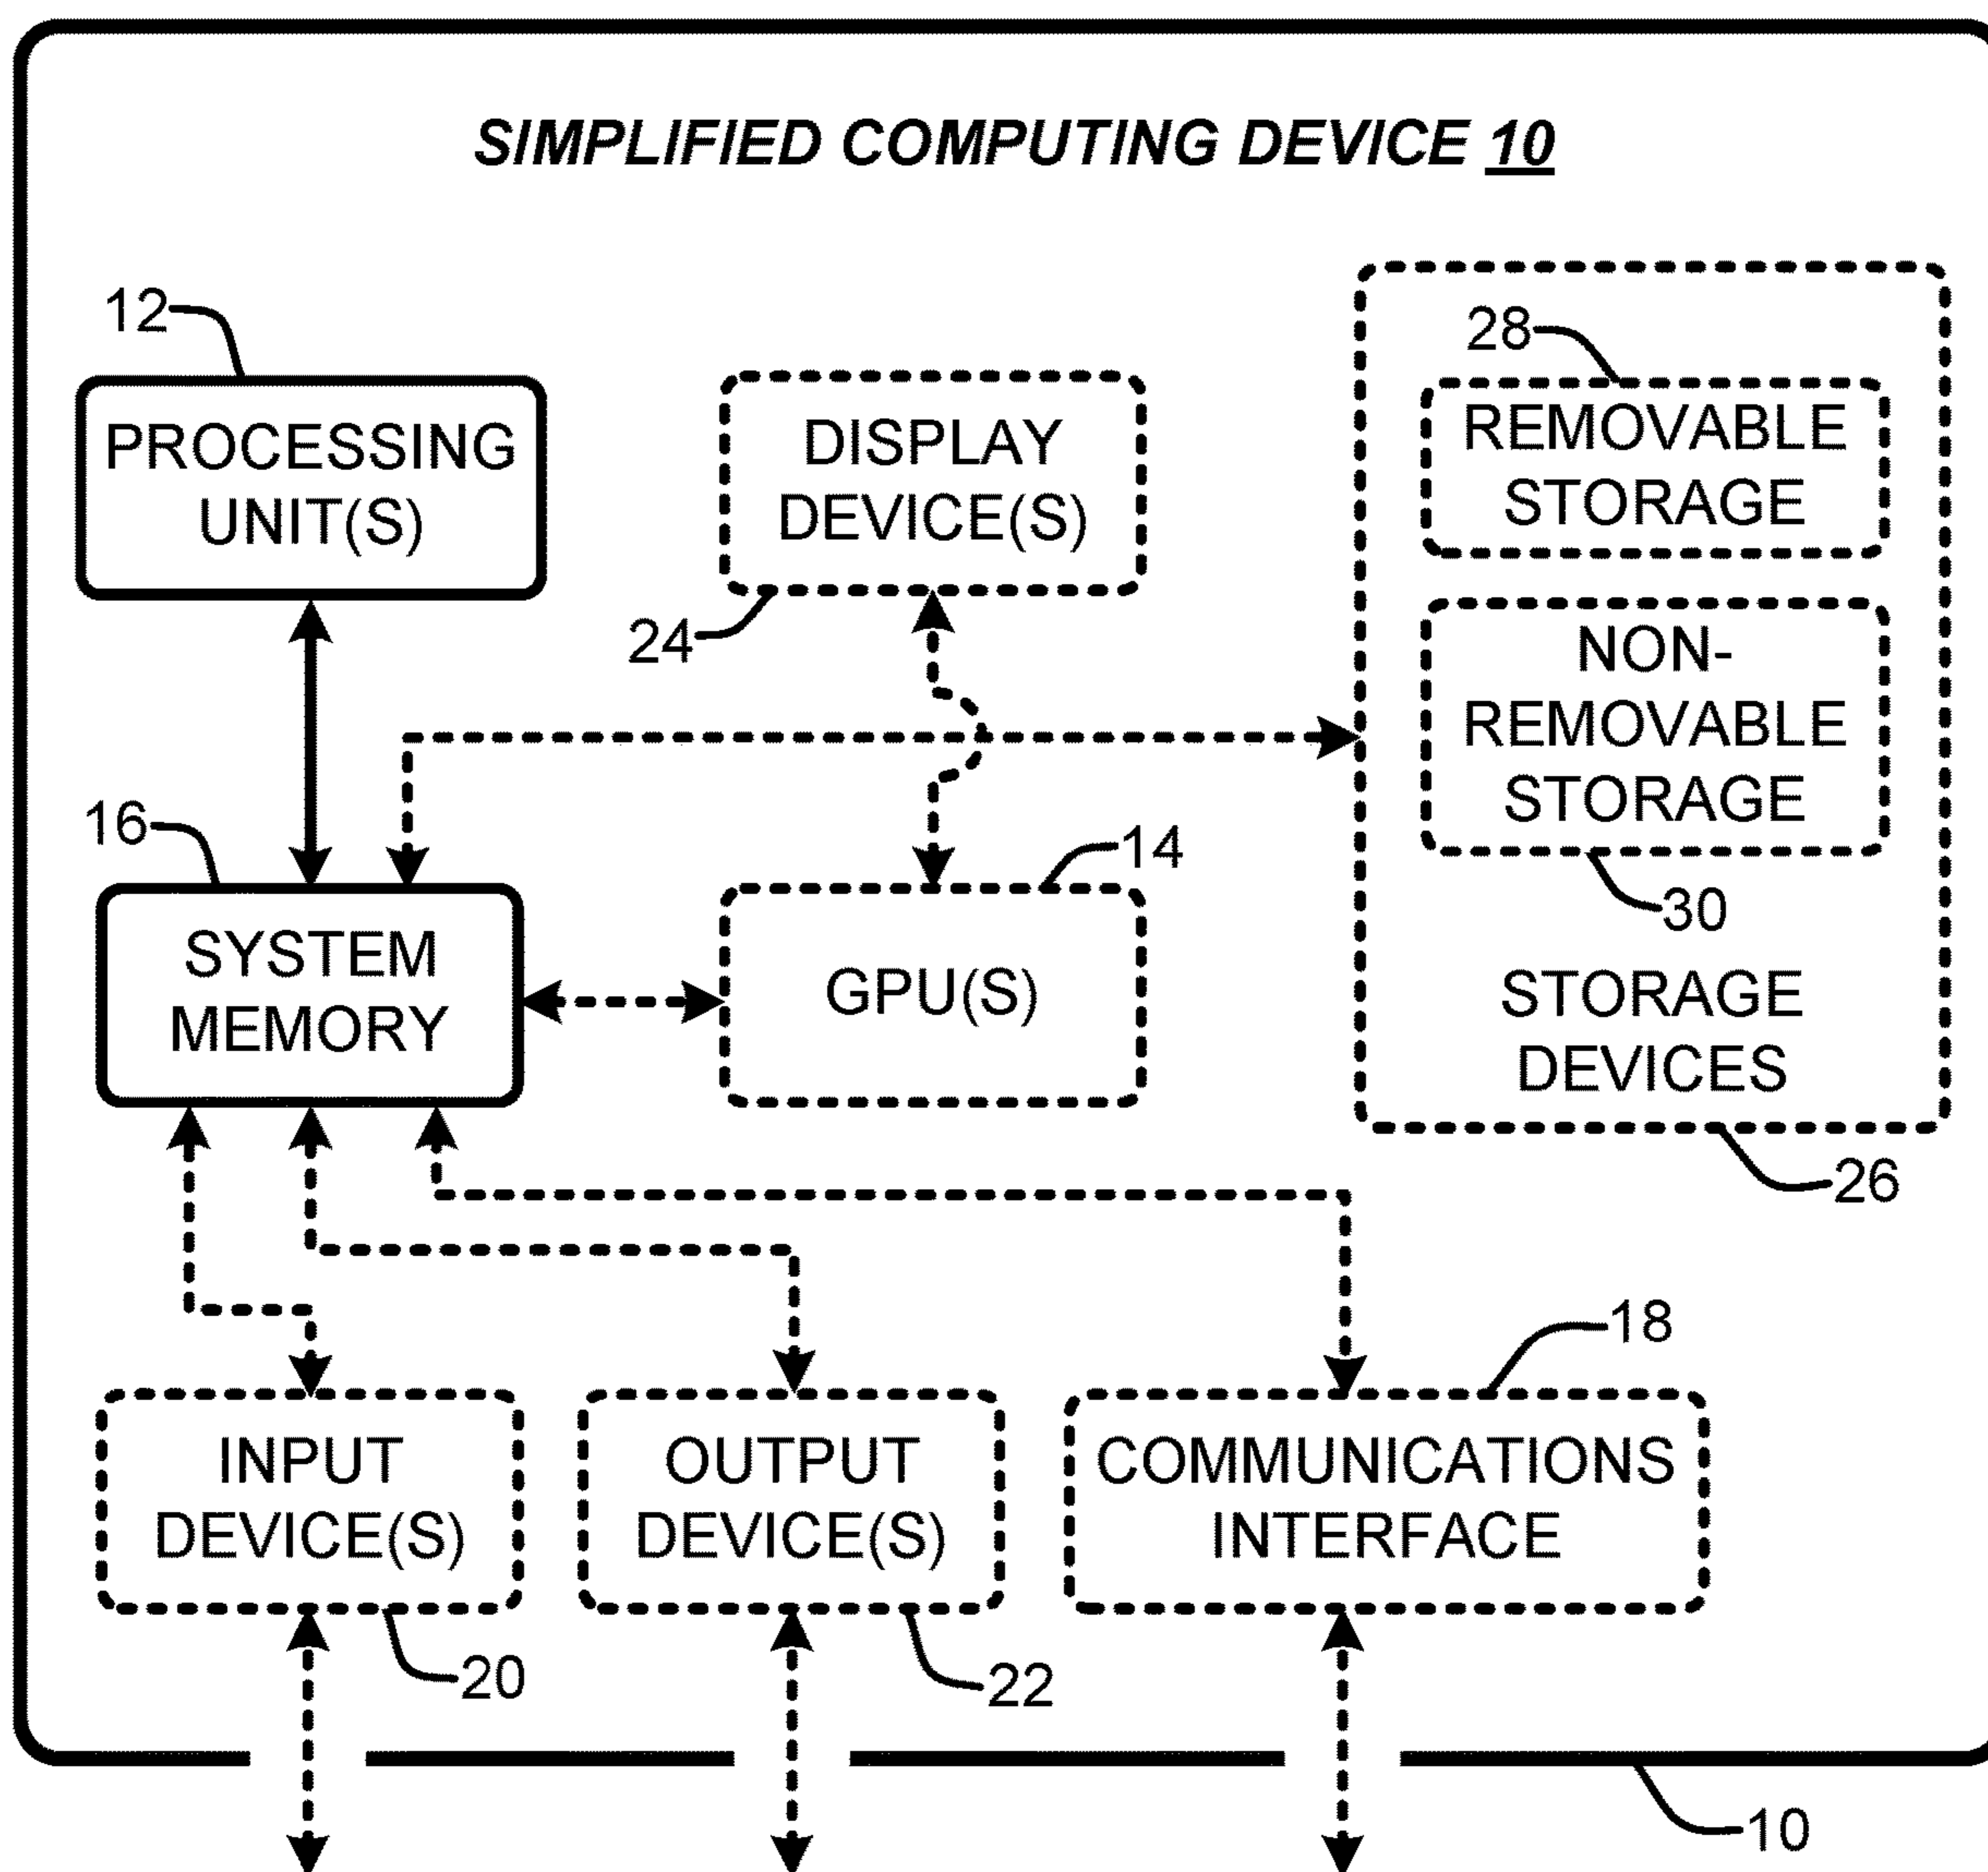 SIMPLIFIED COMPUTING DEVICE 10
12
PROCESSING
UNIT(S)
DISPLAY
DEVICE(S)
24
28
REMOVABLE
STORAGE
NON-
REMOVABLE
STORAGE
30
STORAGE
DEVICES
26
16
SYSTEM
MEMORY
14
GPU(S)
INPUT
DEVICE(S)
20
OUTPUT
DEVICE(S)
22
18
COMMUNICATIONS
INTERFACE
10